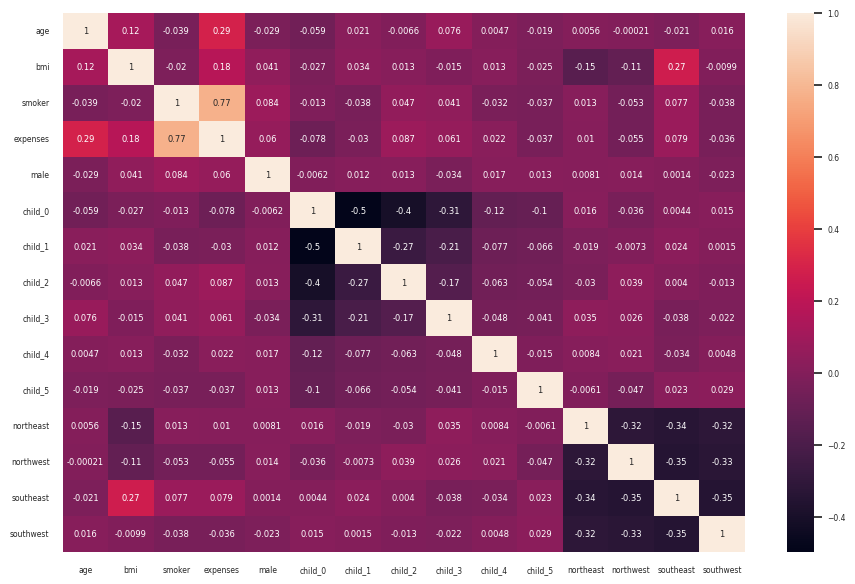 age 1 0.12 -0.039 0.29 -0.029 -0.059 0.021 -0.0066 0.076 0.0047 -0.019 0.0056 -0.00021 -0.021 0.016
bmi 0.12 1 -0.02 0.18 0.041 -0.027 0.034 0.013 -0.015 0.013 -0.025 -0.15 -0.11 0.27 -0.0099
smoker -0.039 -0.02 1 0.77 0.084 -0.013 -0.038 0.047 0.041 -0.032 -0.037 0.013 -0.053 0.077 -0.038
expenses 0.29 0.18 0.77 1 0.06 -0.078 -0.03 0.087 0.061 0.022 -0.037 0.01 -0.055 0.079 -0.036
male -0.029 0.041 0.084 0.06 1 -0.0062 0.012 0.013 -0.034 0.017 0.013 0.0081 0.014 0.0014 -0.023
child_0 -0.059 -0.027 -0.013 -0.078 -0.0062 1 -0.5 -0.4 -0.31 -0.12 -0.1 0.016 -0.036 0.0044 0.015
child_1 0.021 0.034 -0.038 -0.03 0.012 -0.5 1 -0.27 -0.21 -0.077 -0.066 -0.019 -0.0073 0.024 0.0015
child_2 -0.0066 0.013 0.047 0.087 0.013 -0.4 -0.27 1 -0.17 -0.063 -0.054 -0.03 0.039 0.004 -0.013
child_3 0.076 -0.015 0.041 0.061 -0.034 -0.31 -0.21 -0.17 1 -0.048 -0.041 0.035 0.026 -0.038 -0.022
child_4 0.0047 0.013 -0.032 0.022 0.017 -0.12 -0.077 -0.063 -0.048 1 -0.015 0.0084 0.021 -0.034 0.0048
child_5 -0.019 -0.025 -0.037 -0.037 0.013 -0.1 -0.066 -0.054 -0.041 -0.015 1 -0.0061 -0.047 0.023 0.029
northeast 0.0056 -0.15 0.013 0.01 0.0081 0.016 -0.019 -0.03 0.035 0.0084 -0.0061 1 -0.32 -0.34 -0.32
northwest -0.00021 -0.11 -0.053 -0.055 0.014 -0.036 -0.0073 0.039 0.026 0.021 -0.047 -0.32 1 -0.35 -0.33
southeast -0.021 0.27 0.077 0.079 0.0014 0.0044 0.024 0.004 -0.038 -0.034 0.023 -0.34 -0.35 1 -0.35
southwest 0.016 -0.0099 -0.038 -0.036 -0.023 0.015 0.0015 -0.013 -0.022 0.0048 0.029 -0.32 -0.33 -0.35 1
age bmi smoker expenses male child_0 child_1 child_2 child_3 child_4 child_5 northeast northwest southeast southwest
1.0
0.8
0.6
0.4
0.2
0.0
−0.2
−0.4